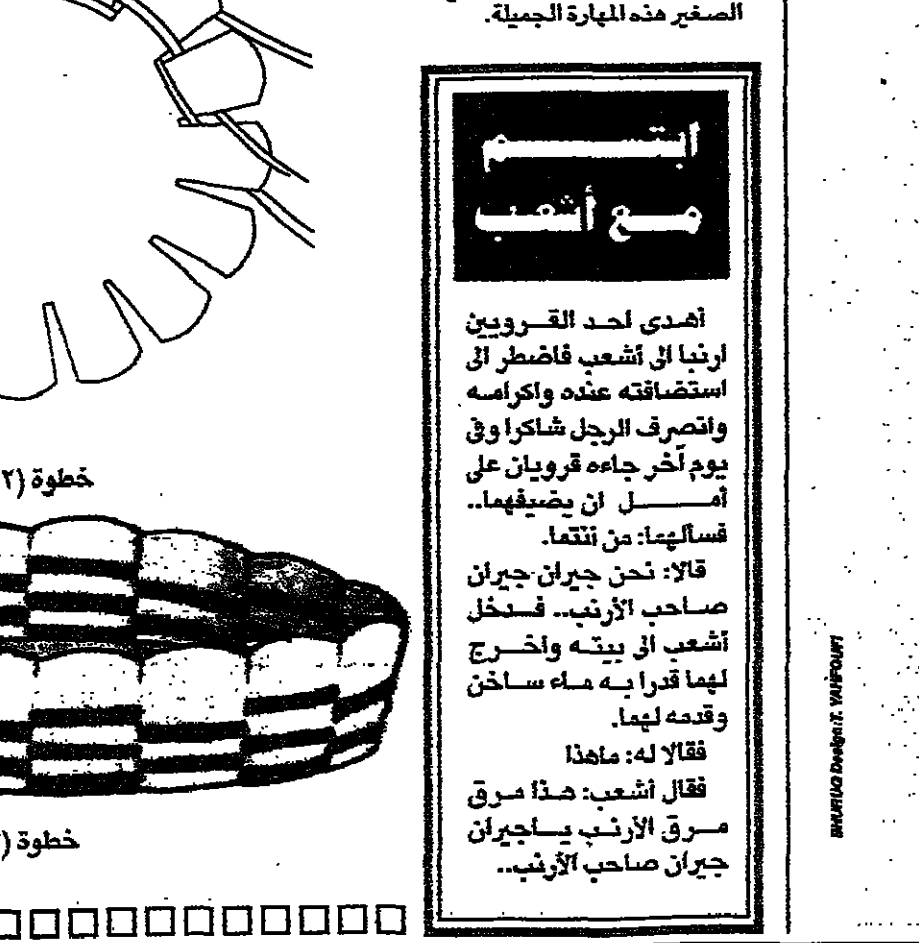 الصغير هذه المهارة الجميلة.
ابتسم
مع أشعب
أهدى احد القرويين
ارنبا الى أشعب فاضطر الى
استضافته عنده واكرامه
وانصرف الرجل شاكرا وفي
يوم آخر جاءه قرويان على
أمل ان يضيفهما..
فسألهما: من أنتما.
قالا: نحن جيران جيران
صاحب الأرنب.. فدخل
أشعب الى بيته واخرج
لهما قدرا به ماء ساخن
وقدمه لهما.
فقالا له: ماهذا
فقال أشعب: هذا مرق
مرق الأرنب ياجيران
جيران صاحب الأرنب..
خطوة (٢
خطوة (
Design: T. YAHFOUFI